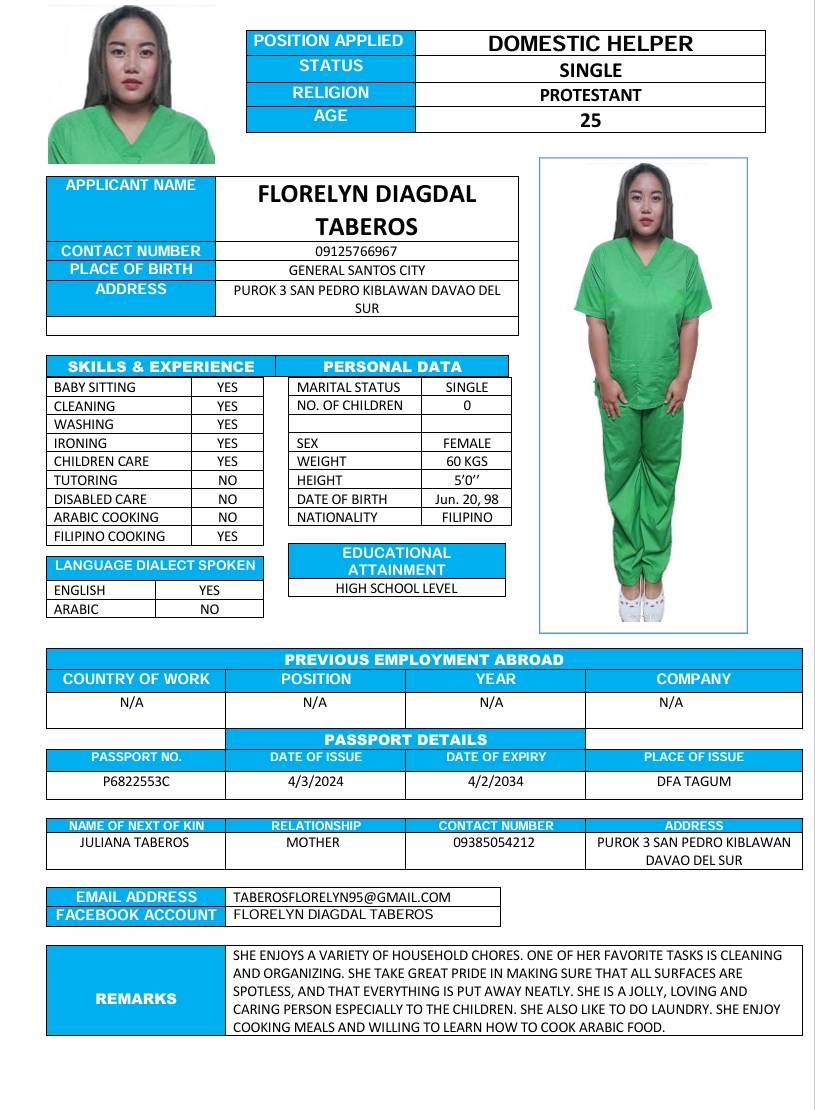 POSITION APPLIED DOMESTIC HELPER
STATUS SINGLE
RELIGION PROTESTANT
AGE 25
APPLICANT NAME FLORELYN DIAGDAL
TABEROS
CONTACT NUMBER 09125766967
PLACE OF BIRTH GENERAL SANTOS CITY
ADDRESS PUROK 3 SAN PEDRO KIBLAWAN DAVAO DEL
SUR
SKILLS & EXPERIENCE PERSONAL DATA
BABY SITTING YES MARITAL STATUS SINGLE
CLEANING YES NO. OF CHILDREN 0
WASHING YES
IRONING YES SEX FEMALE
CHILDREN CARE YES WEIGHT 60 KGS
TUTORING NO HEIGHT 5’0’’
DISABLED CARE NO DATE OF BIRTH Jun. 20, 98
ARABIC COOKING NO NATIONALITY FILIPINO
FILIPINO COOKING YES
LANGUAGE DIALECT SPOKEN
ENGLISH YES
ARABIC NO
EDUCATIONAL
ATTAINMENT
HIGH SCHOOL LEVEL
PREVIOUS EMPLOYMENT ABROAD
COUNTRY OF WORK POSITION YEAR COMPANY
N/A N/A N/A N/A
PASSPORT DETAILS
PASSPORT NO. DATE OF ISSUE DATE OF EXPIRY PLACE OF ISSUE
P6822553C 4/3/2024 4/2/2034 DFA TAGUM
NAME OF NEXT OF KIN RELATIONSHIP CONTACT NUMBER ADDRESS
JULIANA TABEROS MOTHER 09385054212 PUROK 3 SAN PEDRO KIBLAWAN
DAVAO DEL SUR
EMAIL ADDRESS TABEROSFLORELYN95@GMAIL.COM
FACEBOOK ACCOUNT FLORELYN DIAGDAL TABEROS
REMARKS
SHE ENJOYS A VARIETY OF HOUSEHOLD CHORES. ONE OF HER FAVORITE TASKS IS CLEANING
AND ORGANIZING. SHE TAKE GREAT PRIDE IN MAKING SURE THAT ALL SURFACES ARE
SPOTLESS, AND THAT EVERYTHING IS PUT AWAY NEATLY. SHE IS A JOLLY, LOVING AND
CARING PERSON ESPECIALLY TO THE CHILDREN. SHE ALSO LIKE TO DO LAUNDRY. SHE ENJOY
COOKING MEALS AND WILLING TO LEARN HOW TO COOK ARABIC FOOD.